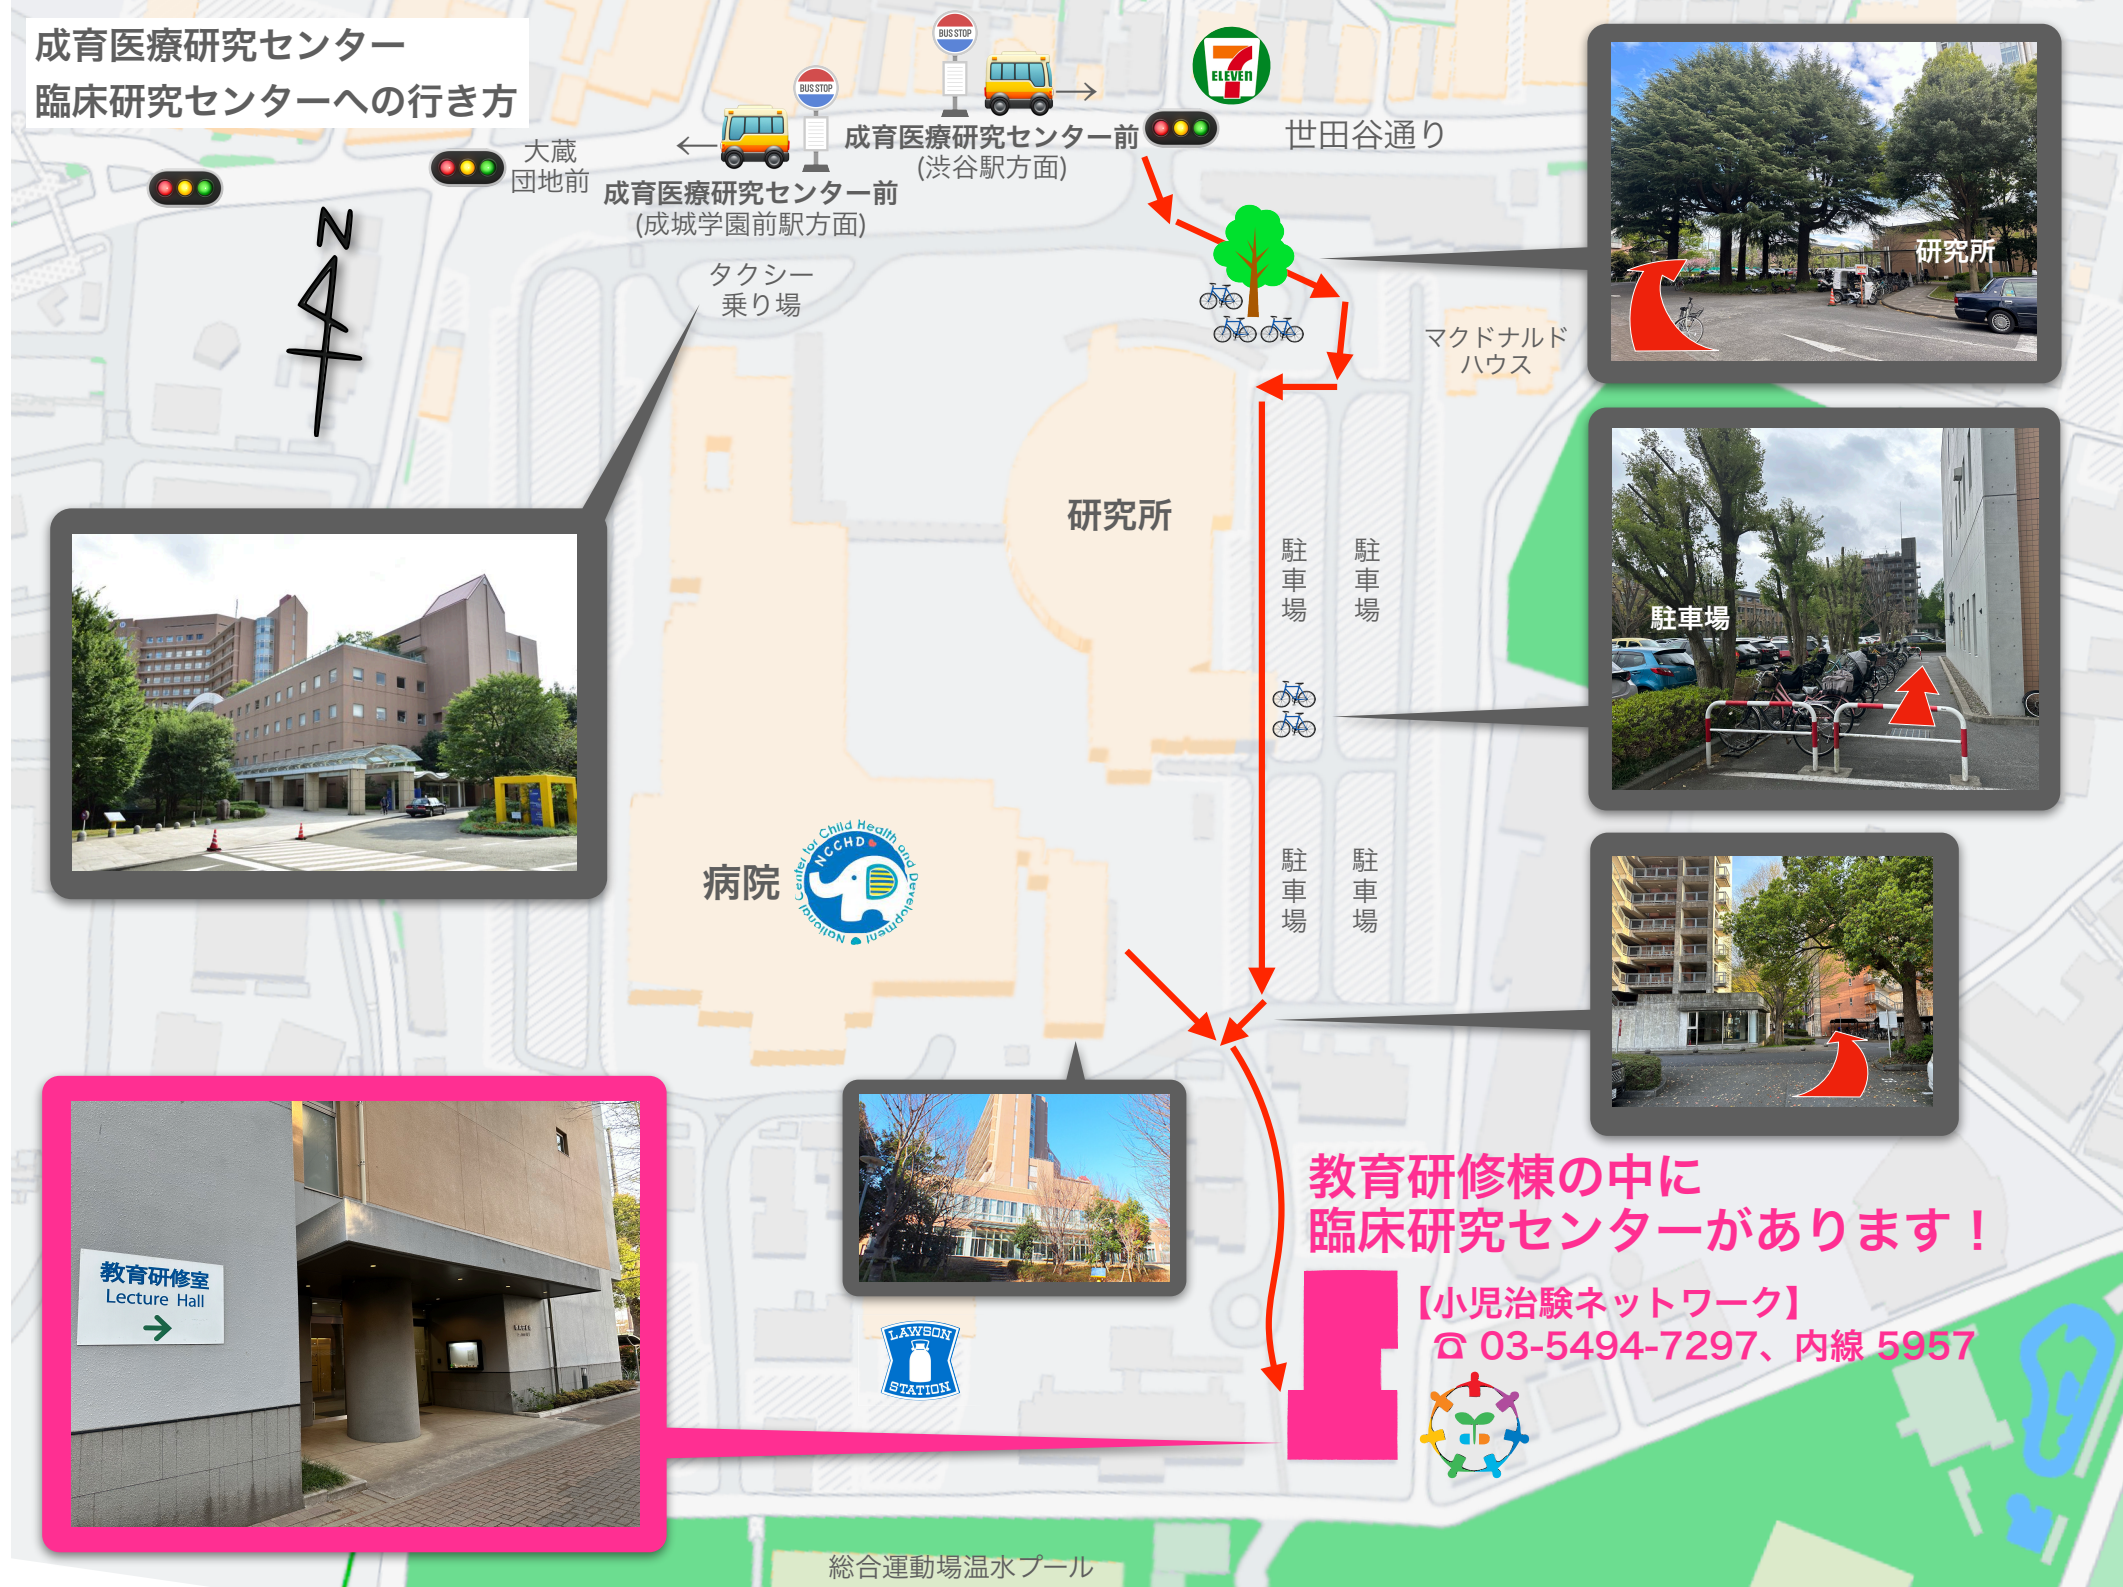 成育医療研究センター
臨床研究センターへの行き方
BUS STOP
BUS STOP
7
ELEVEN
成育医療研究センター前
(渋谷駅方面)
世田谷通り
大蔵
団地前
成育医療研究センター前
(成城学園前駅方面)
N
タクシー
乗り場
研究所
マクドナルド
ハウス
研究所
駐車場
駐車場
駐車場
病院
National Center for Child Health and Development
NCCHD
駐車場
駐車場
教育研修室
Lecture Hall
LAWSON
STATION
教育研修棟の中に
臨床研究センターがあります！
【小児治験ネットワーク】
☎ 03-5494-7297、内線 5957
総合運動場温水プール